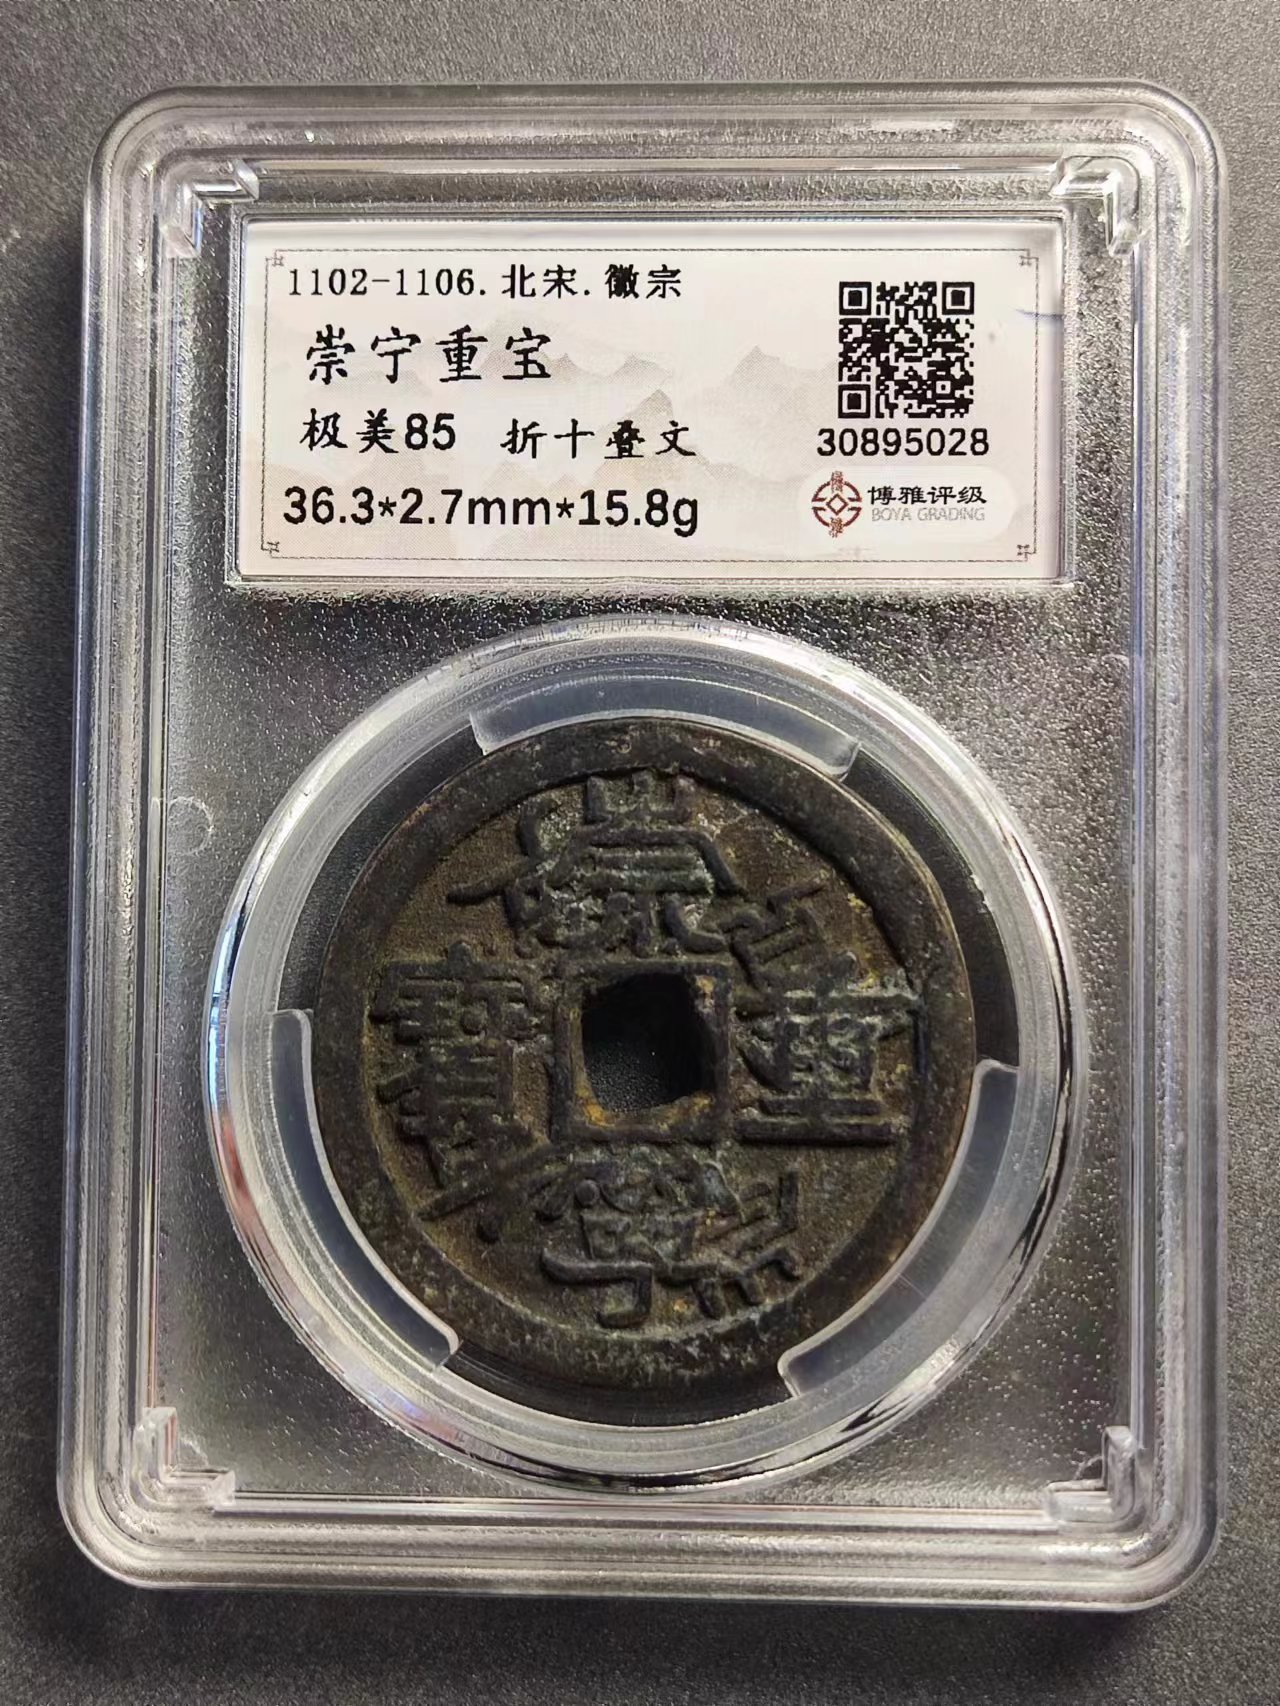 1102-1106.北宋.徽宗
崇宁重宝
极美85 折十叠文
36.3*2.7mm*15.8g
30895028
博雅评级
BOYA GRADING
崇
重
寧
寶